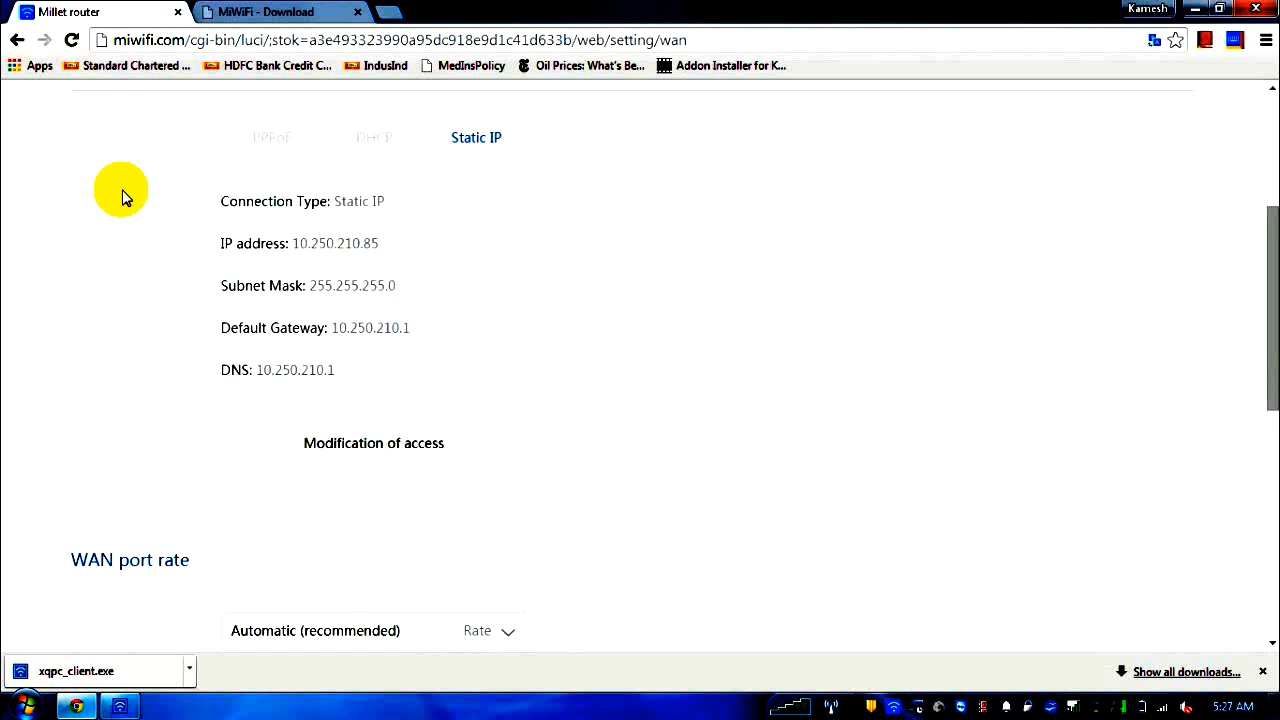 Millet router
MiWiFi - Download
Kamesh
miwifi.com/cgi-bin/luci/;stok=a3e493323990a95dc918e9d1c41d633b/web/setting/wan
Apps
Standard Chartered ...
HDFC Bank Credit C...
IndusInd
MedInsPolicy
Oil Prices: What's Be...
Addon Installer for K...
PPPoE DHCP Static IP
Connection Type: Static IP
IP address: 10.250.210.85
Subnet Mask: 255.255.255.0
Default Gateway: 10.250.210.1
DNS: 10.250.210.1
Modification of access
WAN port rate
Automatic (recommended) Rate
xqpc_client.exe
Show all downloads...
5:27 AM